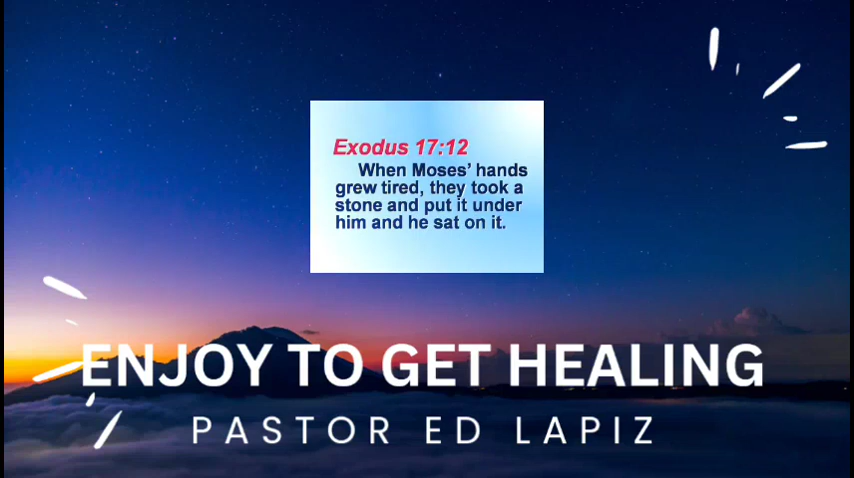 Exodus 17:12
When Moses’ hands
grew tired, they took a
stone and put it under
him and he sat on it.
ENJOY TO GET HEALING
PASTOR ED LAPIZ